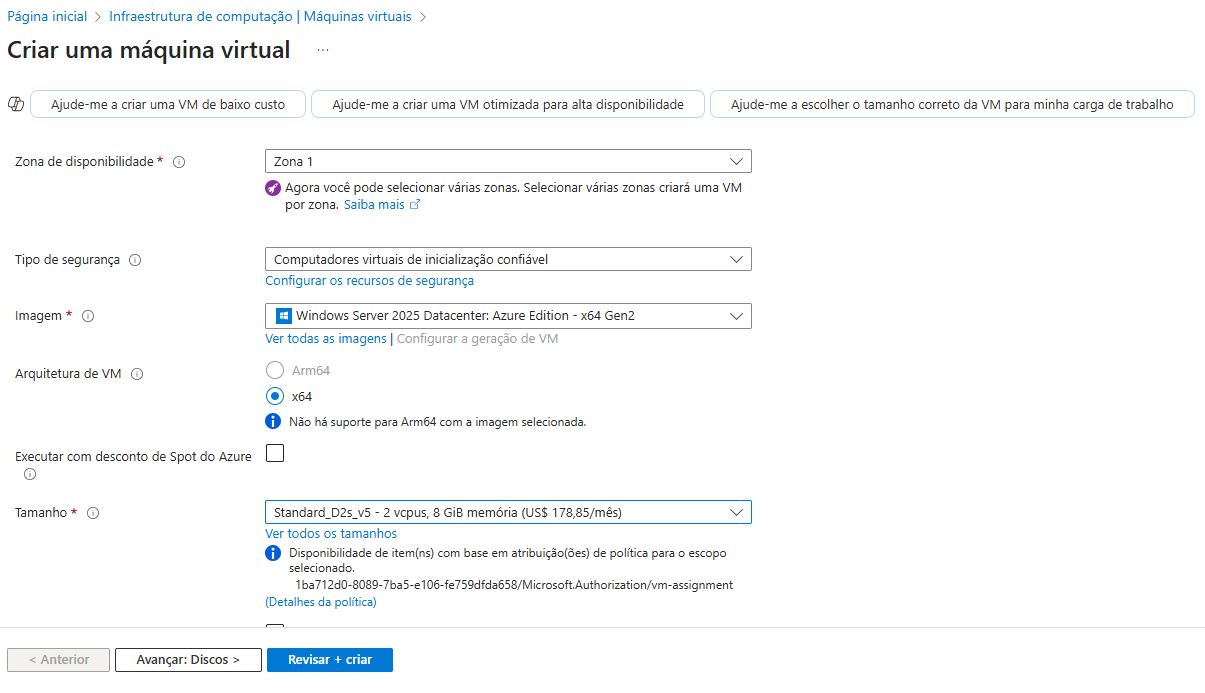 Página inicial > Infraestrutura de computação | Máquinas virtuais >
Criar uma máquina virtual ...
Ajude-me a criar uma VM de baixo custo
Ajude-me a criar uma VM otimizada para alta disponibilidade
Ajude-me a escolher o tamanho correto da VM para minha carga de trabalho
Zona de disponibilidade *
Zona 1
Agora você pode selecionar várias zonas. Selecionar várias zonas criará uma VM
por zona. Saiba mais
Tipo de segurança
Computadores virtuais de inicialização confiável
Configurar os recursos de segurança
Imagem *
Windows Server 2025 Datacenter: Azure Edition - x64 Gen2
Ver todas as imagens | Configurar a geração de VM
Arquitetura de VM
Arm64
x64
Não há suporte para Arm64 com a imagem selecionada.
Executar com desconto de Spot do Azure
Tamanho *
Standard_D2s_v5 - 2 vcpus, 8 GiB memória (US$ 178,85/mês)
Ver todos os tamanhos
Disponibilidade de item(ns) com base em atribuição(ões) de política para o escopo
selecionado.
1ba712d0-8089-7ba5-e106-fe759dfda658/Microsoft.Authorization/vm-assignment
(Detalhes da política)
< Anterior
Avançar: Discos >
Revisar + criar